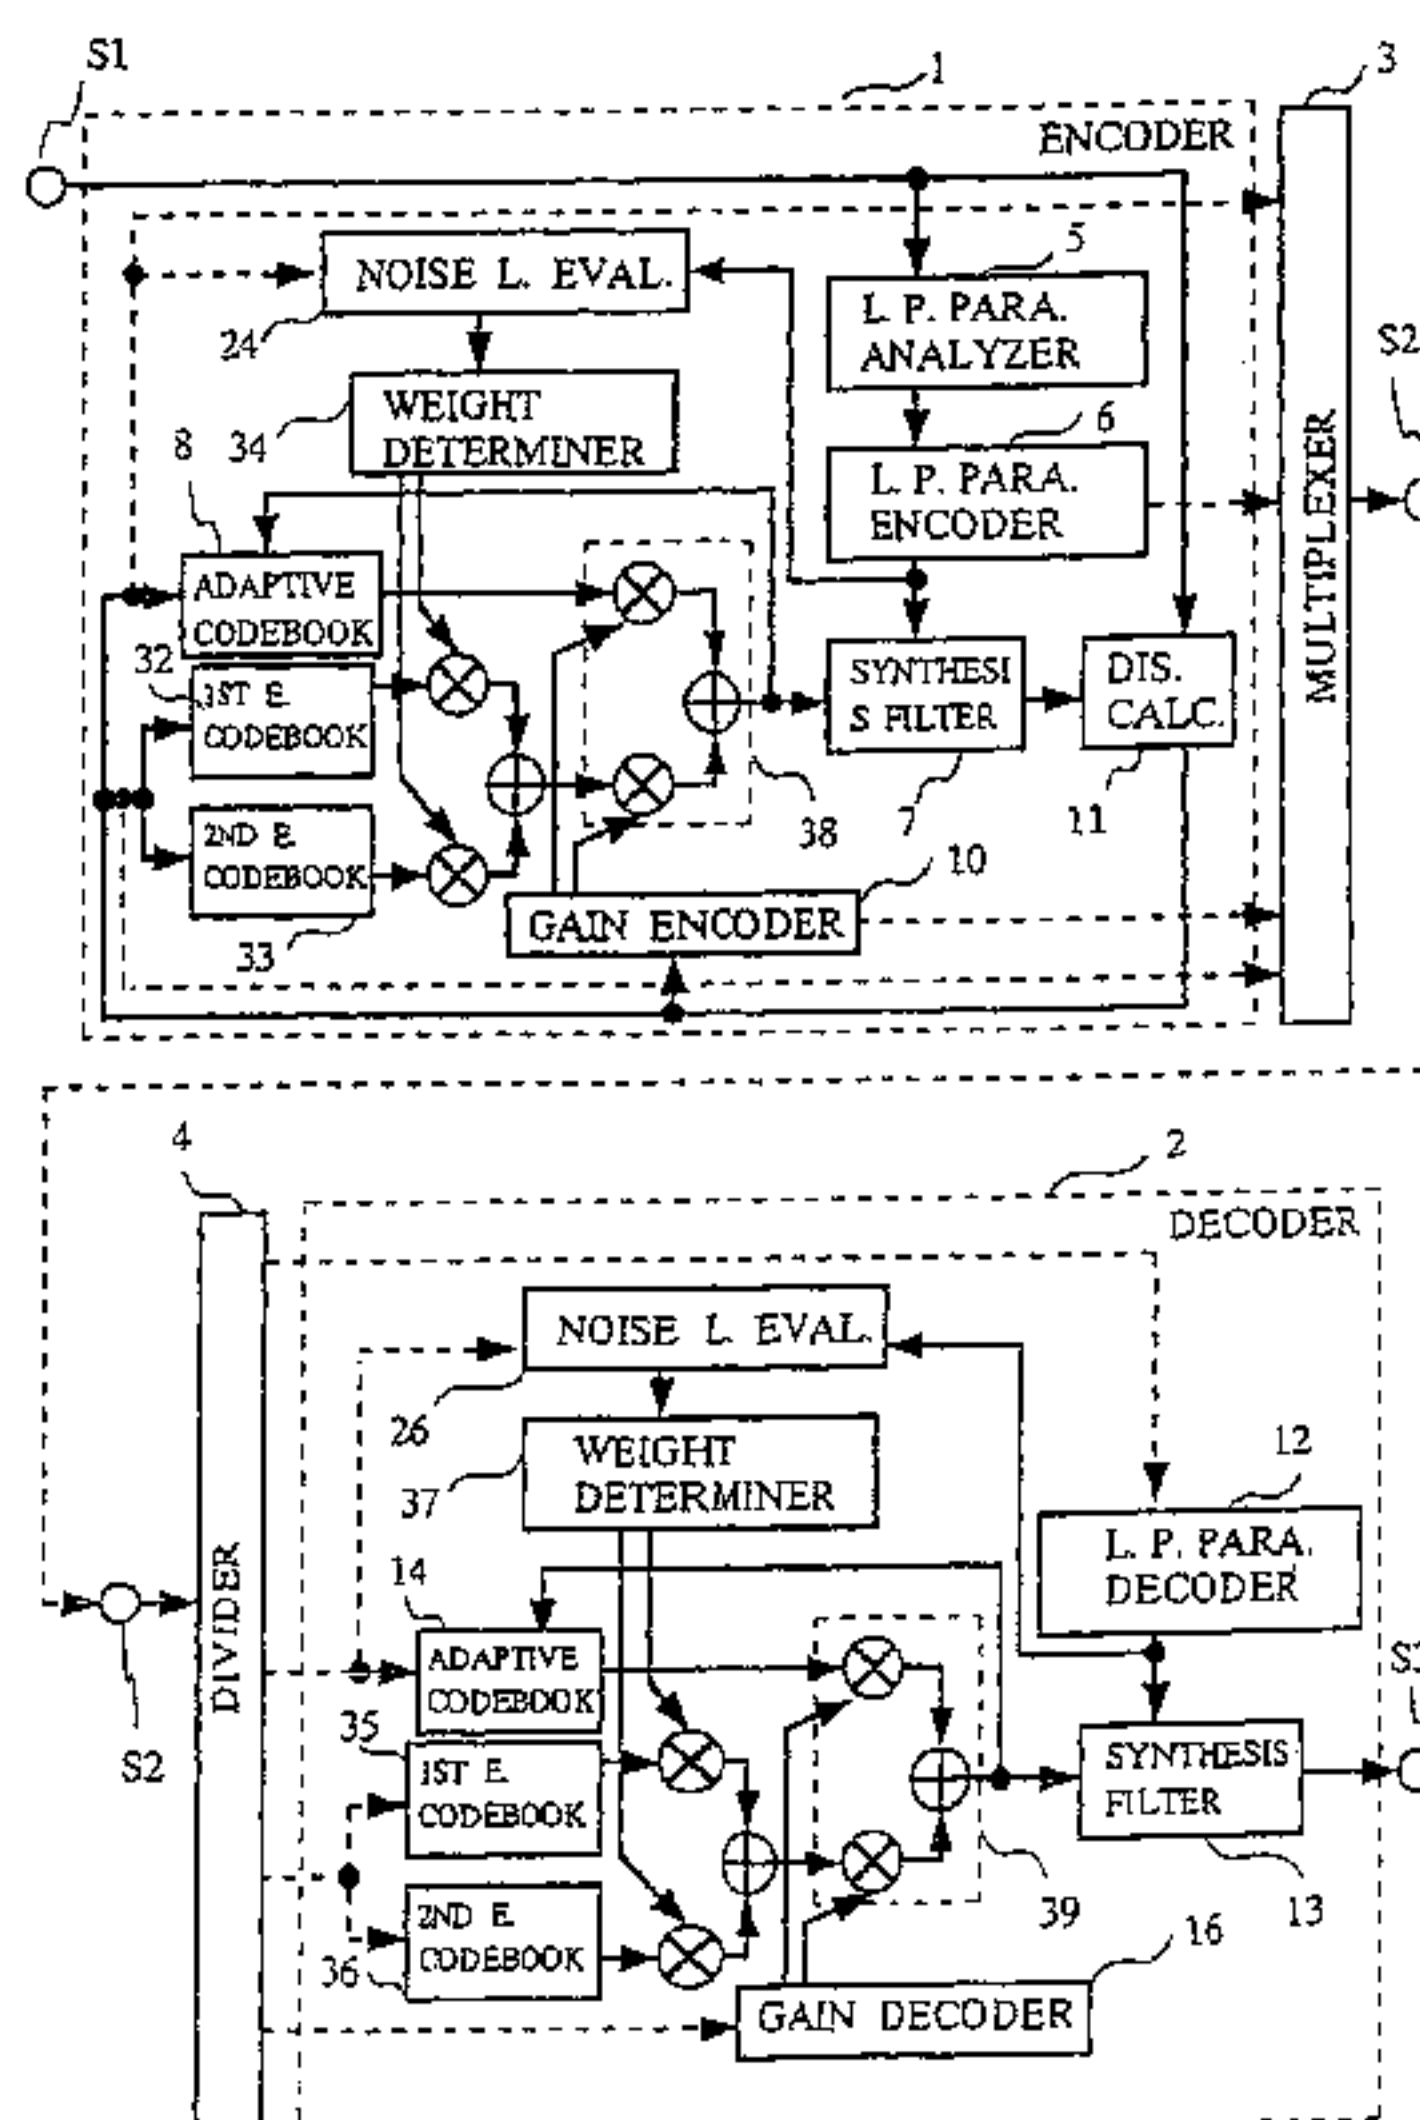 S1
1
3
ENCODER
NOISE L. EVAL.
24
5
L. P. PARA.
ANALYZER
S2
WEIGHT
DETERMINER
8
34
6
L. P. PARA.
ENCODER
MULTIPLEXER
ADAPTIVE
CODEBOOK
32
1ST E.
CODEBOOK
SYNTHESI
S FILTER
DIS.
CALC.
7
11
38
2ND E.
CODEBOOK
33
10
GAIN ENCODER
4
2
DECODER
NOISE L. EVAL.
26
WEIGHT
DETERMINER
37
12
L. P. PARA.
DECODER
14
DIVIDER
S2
ADAPTIVE
CODEBOOK
35
1ST E.
CODEBOOK
SYNTHESIS
FILTER
13
39
2ND E.
CODEBOOK
36
16
GAIN DECODER